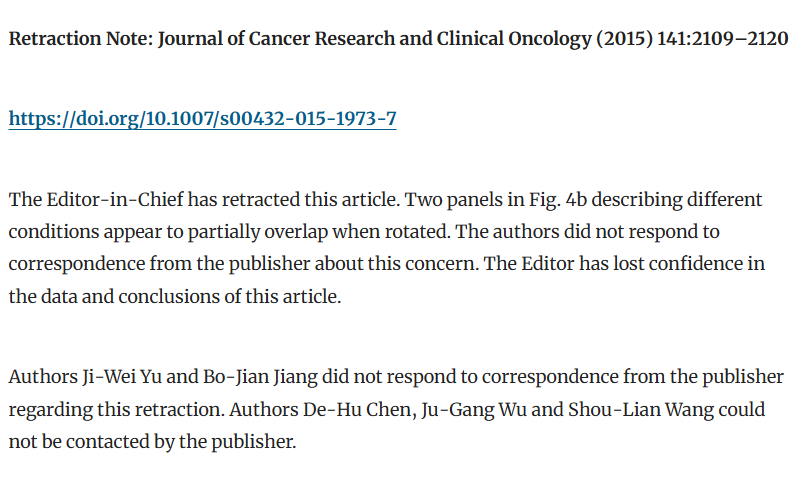 Retraction Note: Journal of Cancer Research and Clinical Oncology (2015) 141:2109–2120
https://doi.org/10.1007/s00432-015-1973-7
The Editor-in-Chief has retracted this article. Two panels in Fig. 4b describing different
conditions appear to partially overlap when rotated. The authors did not respond to
correspondence from the publisher about this concern. The Editor has lost confidence in
the data and conclusions of this article.
Authors Ji-Wei Yu and Bo-Jian Jiang did not respond to correspondence from the publisher
regarding this retraction. Authors De-Hu Chen, Ju-Gang Wu and Shou-Lian Wang could
not be contacted by the publisher.